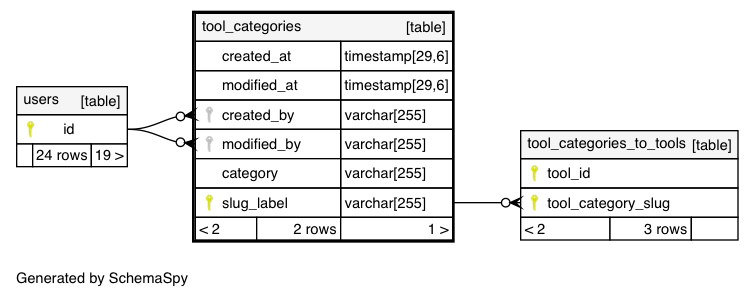 users [table]
id
24 rows 19 >
tool_categories [table]
created_at timestamp[29,6]
modified_at timestamp[29,6]
created_by varchar[255]
modified_by varchar[255]
category varchar[255]
slug_label varchar[255]
< 2 2 rows 1 >
tool_categories_to_tools [table]
tool_id
tool_category_slug
< 2 3 rows
Generated by SchemaSpy